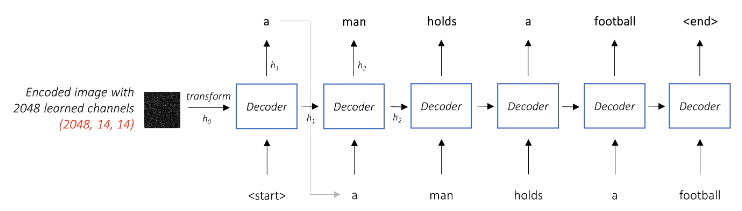 a man holds a football <end>
h1 h2
Encoded image with
2048 learned channels
(2048, 14, 14)
transform
h0
Decoder h1 Decoder h2 Decoder Decoder Decoder Decoder
<start> a man holds a football